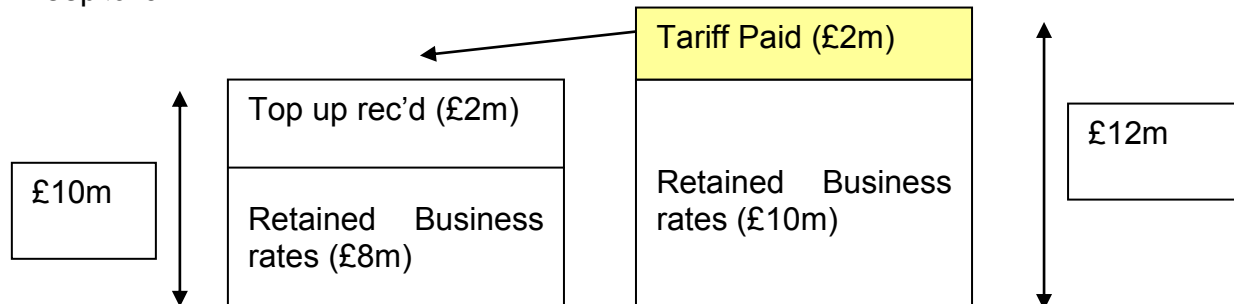 Tariff Paid (£2m)
Top up rec’d (£2m)
£12m
£10m
Retained Business
rates (£10m)
Retained Business
rates (£8m)